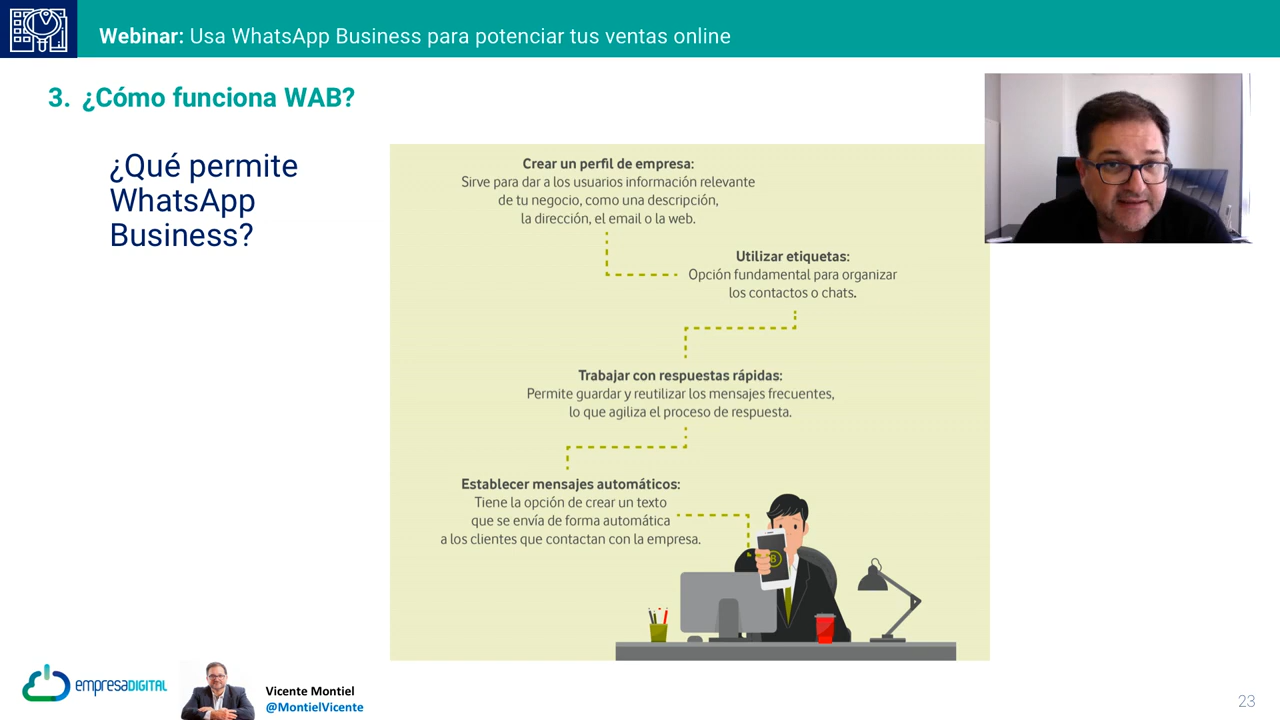 Webinar: Usa WhatsApp Business para potenciar tus ventas online
3. ¿Cómo funciona WAB?
¿Qué permite
WhatsApp
Business?
Crear un perfil de empresa:
Sirve para dar a los usuarios información relevante
de tu negocio, como una descripción,
la dirección, el email o la web.
Utilizar etiquetas:
Opción fundamental para organizar
los contactos o chats.
Trabajar con respuestas rápidas:
Permite guardar y reutilizar los mensajes frecuentes,
lo que agiliza el proceso de respuesta.
Establecer mensajes automáticos:
Tiene la opción de crear un texto
que se envía de forma automática
a los clientes que contactan con la empresa.
B
empresaDIGITAL
Vicente Montiel
@MontielVicente
23